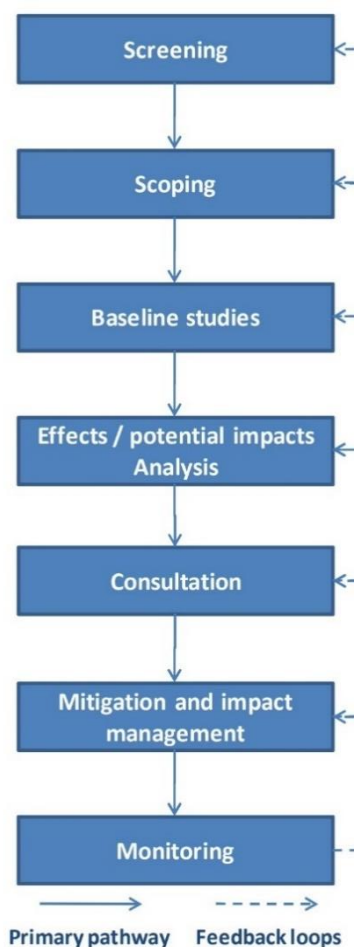 Screening
Scoping
Baseline studies
Effects / potential impacts
Analysis
Consultation
Mitigation and impact
management
Monitoring
Primary pathway Feedback loops